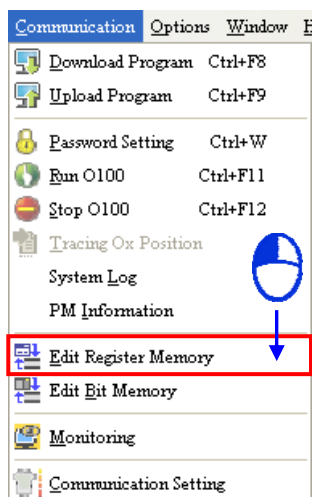 Communication Options Window H
Download Program Ctrl+F8
Upload Program Ctrl+F9
Password Setting Ctrl+W
Run O100 Ctrl+F11
Stop O100 Ctrl+F12
Tracing Ox Position
System Log
PM Information
Edit Register Memory
Edit Bit Memory
Monitoring
Communication Setting